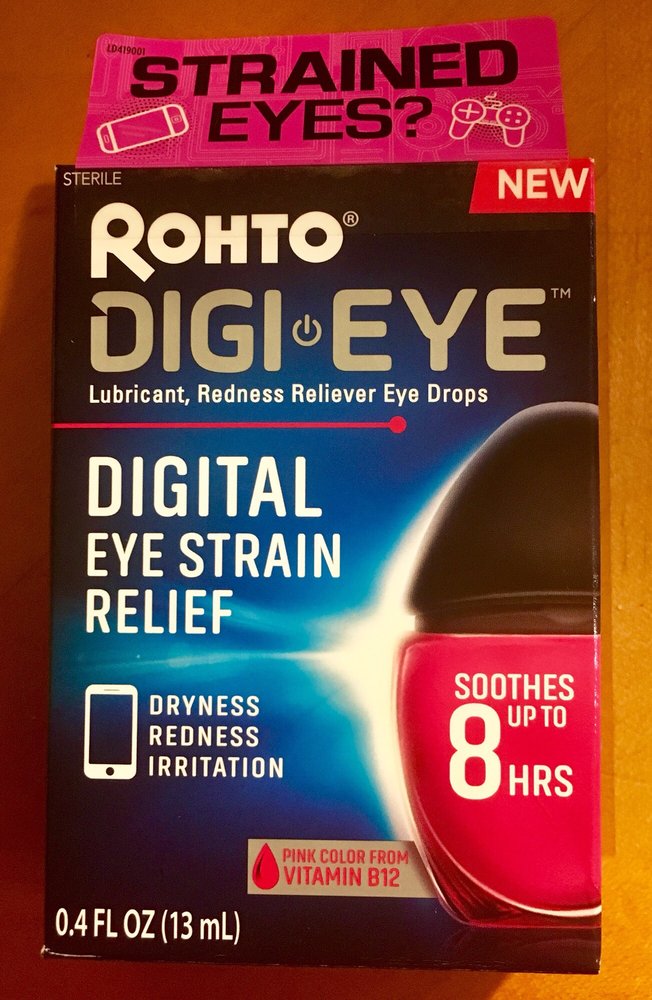 LD419001
STRAINED
EYES?
STERILE
NEW
ROHTO®
DIGI EYE™
Lubricant, Redness Reliever Eye Drops
DIGITAL
EYE STRAIN
RELIEF
DRYNESS
REDNESS
IRRITATION
SOOTHES
8 UP TO
HRS
PINK COLOR FROM
VITAMIN B12
0.4 FL OZ (13 mL)